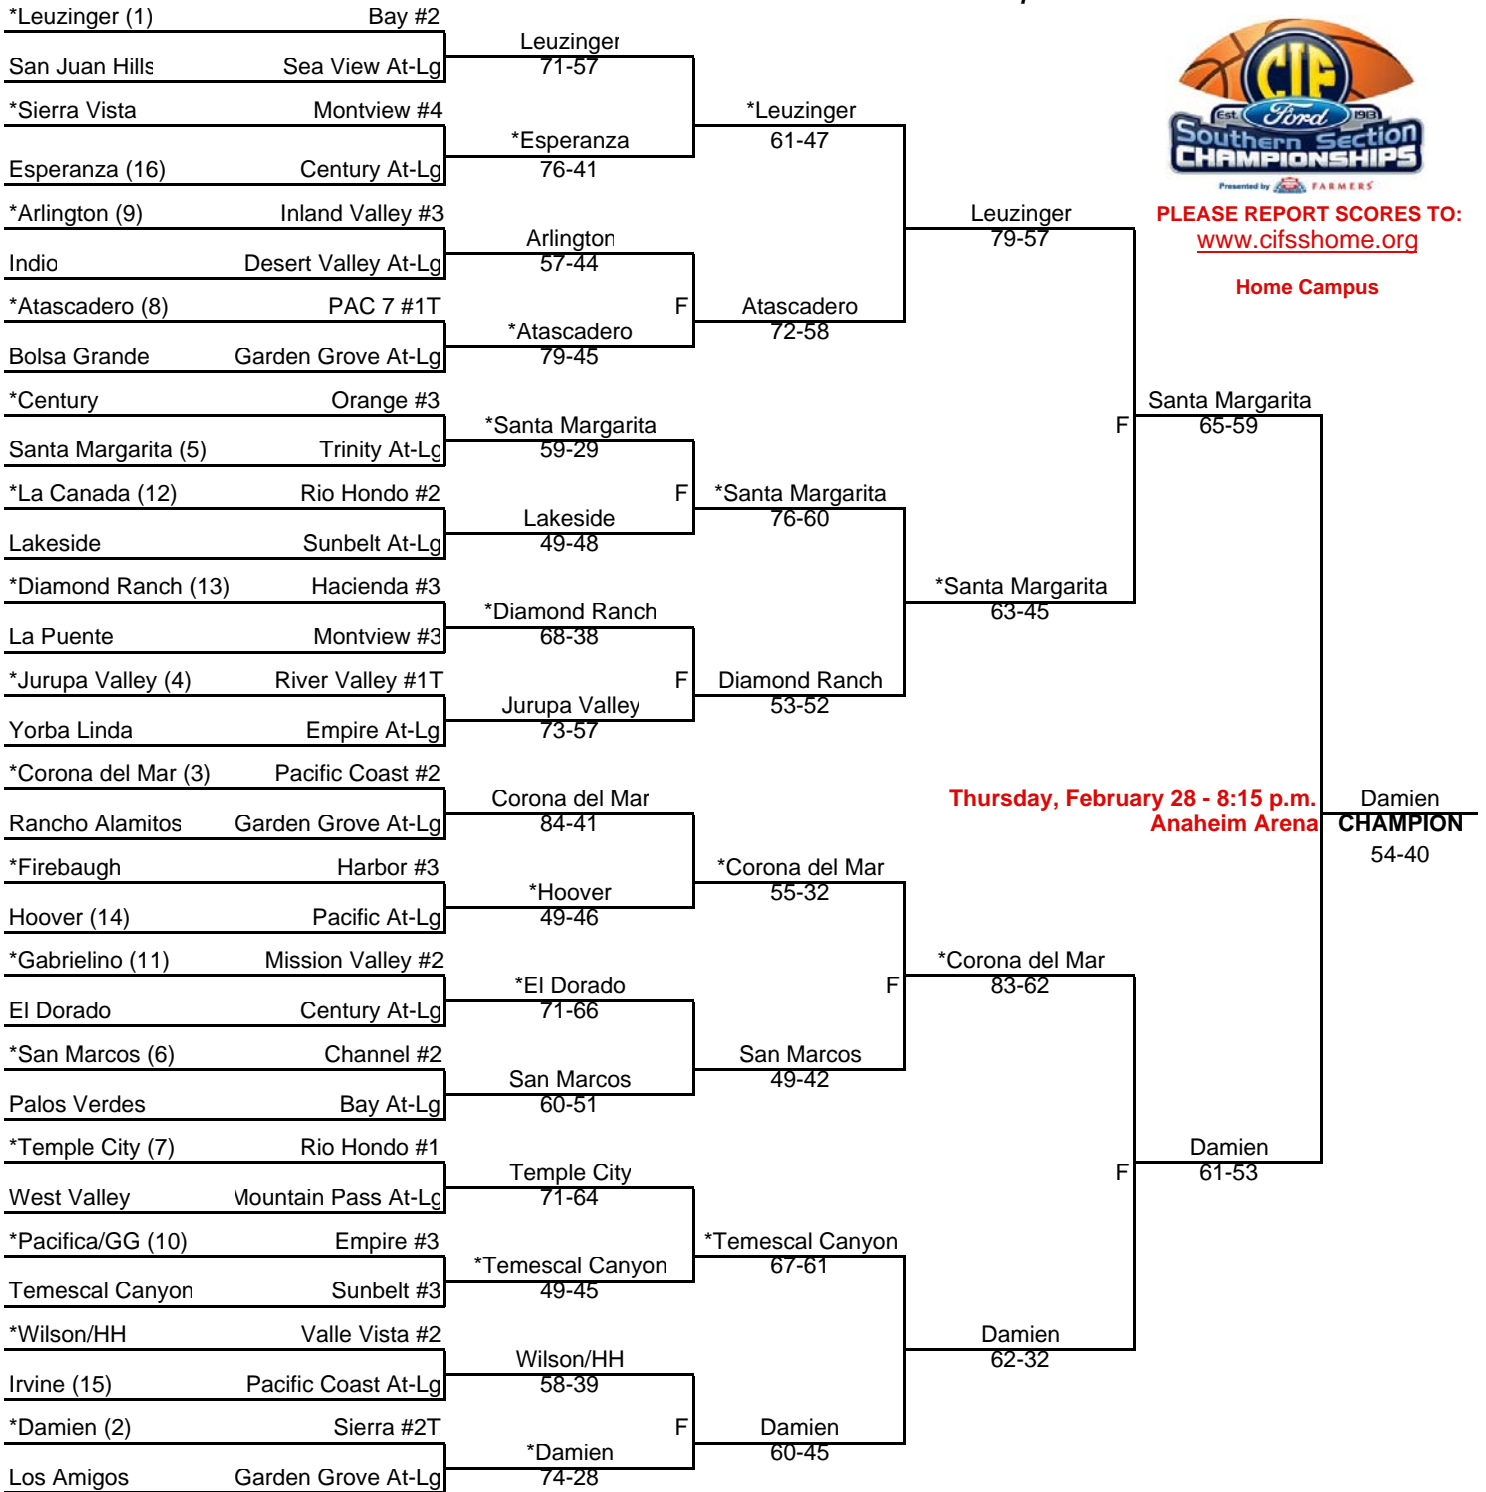 *Leuzinger (1) Bay #2
San Juan Hills Sea View At-Lg
*Sierra Vista Montview #4
Esperanza (16) Century At-Lg
*Arlington (9) Inland Valley #3
Indio Desert Valley At-Lg
*Atascadero (8) PAC 7 #1T
Bolsa Grande Garden Grove At-Lg
*Century Orange #3
Santa Margarita (5) Trinity At-Lg
*La Canada (12) Rio Hondo #2
Lakeside Sunbelt At-Lg
*Diamond Ranch (13) Hacienda #3
La Puente Montview #3
*Jurupa Valley (4) River Valley #1T
Yorba Linda Empire At-Lg
*Corona del Mar (3) Pacific Coast #2
Rancho Alamitos Garden Grove At-Lg
*Firebaugh Harbor #3
Hoover (14) Pacific At-Lg
*Gabrielino (11) Mission Valley #2
El Dorado Century At-Lg
*San Marcos (6) Channel #2
Palos Verdes Bay At-Lg
*Temple City (7) Rio Hondo #1
West Valley Mountain Pass At-Lg
*Pacifica/GG (10) Empire #3
Temescal Canyon Sunbelt #3
*Wilson/HH Valle Vista #2
Irvine (15) Pacific Coast At-Lg
*Damien (2) Sierra #2T
Los Amigos Garden Grove At-Lg
Leuzinger
71-57
*Esperanza
76-41
Arlington
57-44
F
*Atascadero
79-45
*Santa Margarita
59-29
F
Lakeside
49-48
*Diamond Ranch
68-38
F
Jurupa Valley
73-57
Corona del Mar
84-41
*Hoover
49-46
*El Dorado
71-66
San Marcos
60-51
Temple City
71-64
*Temescal Canyon
49-45
Wilson/HH
58-39
F
*Damien
74-28
*Leuzinger
61-47
Atascadero
72-58
*Santa Margarita
76-60
Diamond Ranch
53-52
*Corona del Mar
55-32
F
San Marcos
49-42
*Temescal Canyon
67-61
Damien
60-45
Leuzinger
79-57
F
*Santa Margarita
63-45
*Corona del Mar
83-62
F
Damien
62-32
Santa Margarita
65-59
Damien
61-53
Thursday, February 28 - 8:15 p.m.
Anaheim Arena
Damien
CHAMPION
54-40
CIF
Est. Ford 1913
Southern Section
CHAMPIONSHIPS
Presented by FARMERS
PLEASE REPORT SCORES TO:
www.cifsshome.org
Home Campus